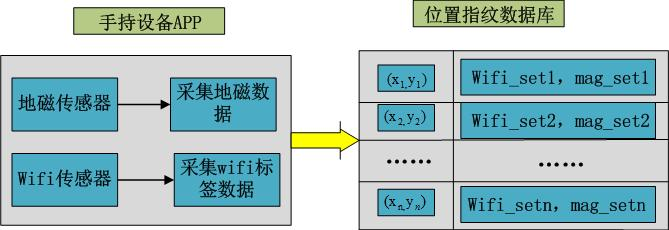 手持设备APP
地磁传感器
采集地磁数
据
Wifi传感器
采集wifi标
签数据
位置指纹数据库
(x1,y1)
Wifi_set1，mag_set1
(x2,y2)
Wifi_set2，mag_set2
……
……
(xn,yn)
Wifi_setn，mag_setn